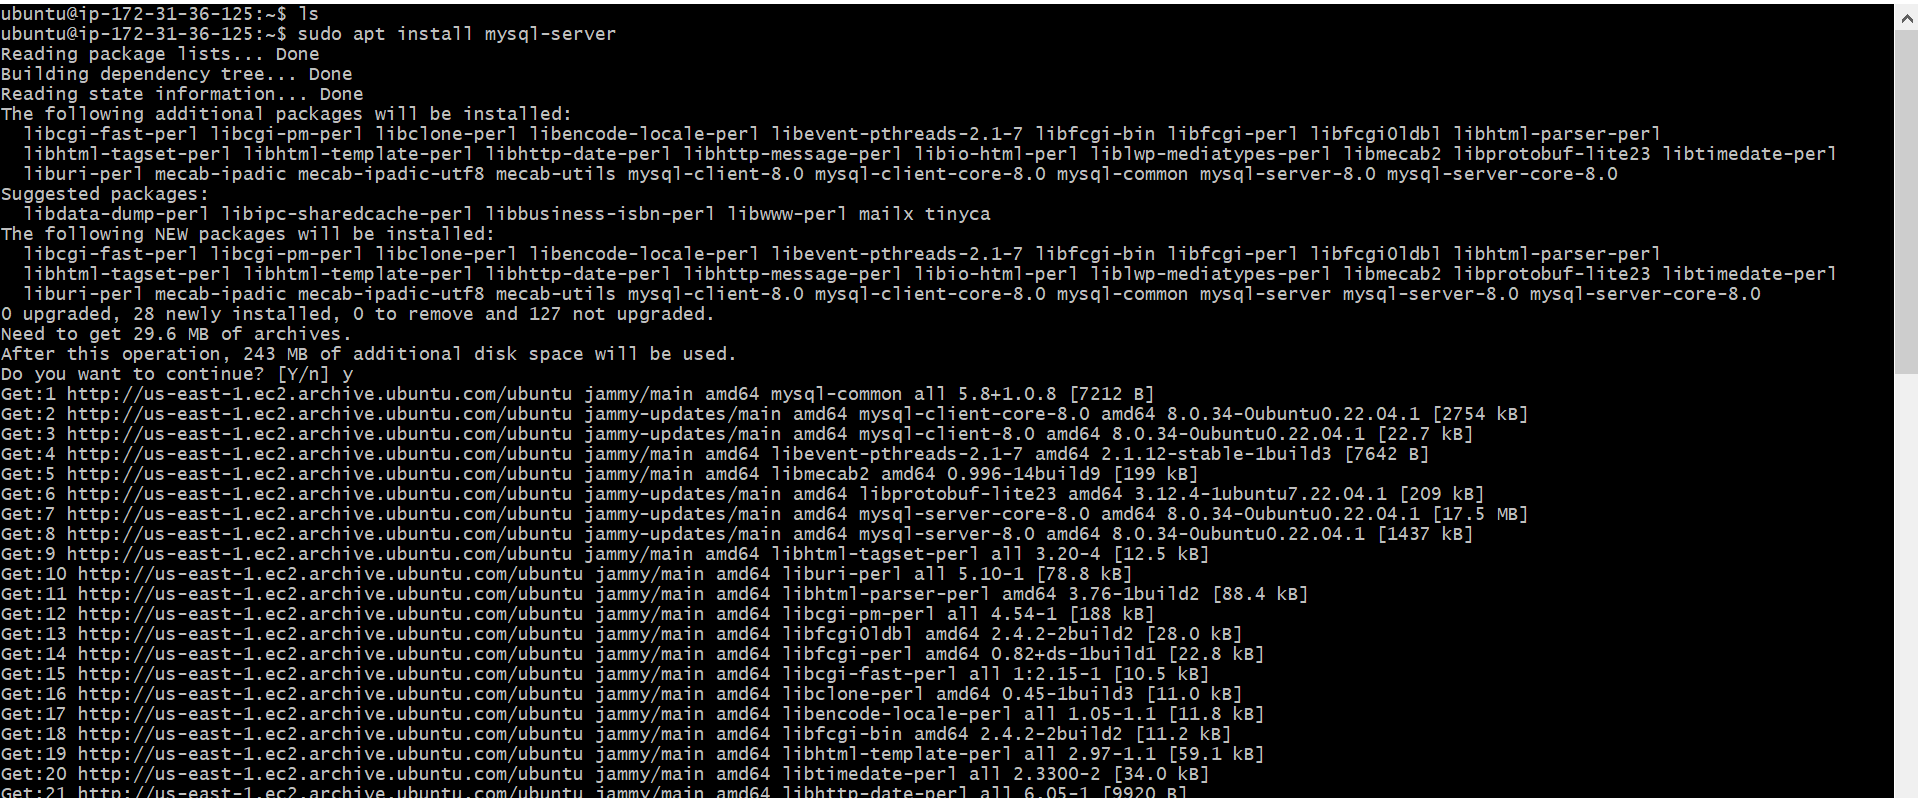 ubuntu@ip-172-31-36-125:~$ ls
ubuntu@ip-172-31-36-125:~$ sudo apt install mysql-server
Reading package lists... Done
Building dependency tree... Done
Reading state information... Done
The following additional packages will be installed:
  libcgi-fast-perl libcgi-pm-perl libclone-perl libencode-locale-perl libevent-pthreads-2.1-7 libfcgi-bin libfcgi-perl libfcgi0ldbl libhtml-parser-perl
  libhtml-tagset-perl libhtml-template-perl libhttp-date-perl libhttp-message-perl libio-html-perl liblwp-mediatypes-perl libmecab2 libprotobuf-lite23 libtimedate-perl
  liburi-perl mecab-ipadic mecab-ipadic-utf8 mecab-utils mysql-client-8.0 mysql-client-core-8.0 mysql-common mysql-server-8.0 mysql-server-core-8.0
Suggested packages:
  libdata-dump-perl libipc-sharedcache-perl libbusiness-isbn-perl libwww-perl mailx tinyca
The following NEW packages will be installed:
  libcgi-fast-perl libcgi-pm-perl libclone-perl libencode-locale-perl libevent-pthreads-2.1-7 libfcgi-bin libfcgi-perl libfcgi0ldbl libhtml-parser-perl
  libhtml-tagset-perl libhtml-template-perl libhttp-date-perl libhttp-message-perl libio-html-perl liblwp-mediatypes-perl libmecab2 libprotobuf-lite23 libtimedate-perl
  liburi-perl mecab-ipadic mecab-ipadic-utf8 mecab-utils mysql-client-8.0 mysql-client-core-8.0 mysql-common mysql-server mysql-server-8.0 mysql-server-core-8.0
0 upgraded, 28 newly installed, 0 to remove and 127 not upgraded.
Need to get 29.6 MB of archives.
After this operation, 243 MB of additional disk space will be used.
Do you want to continue? [Y/n] y
Get:1 http://us-east-1.ec2.archive.ubuntu.com/ubuntu jammy/main amd64 mysql-common all 5.8+1.0.8 [7212 B]
Get:2 http://us-east-1.ec2.archive.ubuntu.com/ubuntu jammy-updates/main amd64 mysql-client-core-8.0 amd64 8.0.34-0ubuntu0.22.04.1 [2754 kB]
Get:3 http://us-east-1.ec2.archive.ubuntu.com/ubuntu jammy-updates/main amd64 mysql-client-8.0 amd64 8.0.34-0ubuntu0.22.04.1 [22.7 kB]
Get:4 http://us-east-1.ec2.archive.ubuntu.com/ubuntu jammy/main amd64 libevent-pthreads-2.1-7 amd64 2.1.12-stable-1build3 [7642 B]
Get:5 http://us-east-1.ec2.archive.ubuntu.com/ubuntu jammy/main amd64 libmecab2 amd64 0.996-14build9 [199 kB]
Get:6 http://us-east-1.ec2.archive.ubuntu.com/ubuntu jammy-updates/main amd64 libprotobuf-lite23 amd64 3.12.4-1ubuntu7.22.04.1 [209 kB]
Get:7 http://us-east-1.ec2.archive.ubuntu.com/ubuntu jammy-updates/main amd64 mysql-server-core-8.0 amd64 8.0.34-0ubuntu0.22.04.1 [17.5 MB]
Get:8 http://us-east-1.ec2.archive.ubuntu.com/ubuntu jammy-updates/main amd64 mysql-server-8.0 amd64 8.0.34-0ubuntu0.22.04.1 [1437 kB]
Get:9 http://us-east-1.ec2.archive.ubuntu.com/ubuntu jammy/main amd64 libhtml-tagset-perl all 3.20-4 [12.5 kB]
Get:10 http://us-east-1.ec2.archive.ubuntu.com/ubuntu jammy/main amd64 liburi-perl all 5.10-1 [78.8 kB]
Get:11 http://us-east-1.ec2.archive.ubuntu.com/ubuntu jammy/main amd64 libhtml-parser-perl amd64 3.76-1build2 [88.4 kB]
Get:12 http://us-east-1.ec2.archive.ubuntu.com/ubuntu jammy/main amd64 libcgi-pm-perl all 4.54-1 [188 kB]
Get:13 http://us-east-1.ec2.archive.ubuntu.com/ubuntu jammy/main amd64 libfcgi0ldbl amd64 2.4.2-2build2 [28.0 kB]
Get:14 http://us-east-1.ec2.archive.ubuntu.com/ubuntu jammy/main amd64 libfcgi-perl amd64 0.82+ds-1build1 [22.8 kB]
Get:15 http://us-east-1.ec2.archive.ubuntu.com/ubuntu jammy/main amd64 libcgi-fast-perl all 1:2.15-1 [10.5 kB]
Get:16 http://us-east-1.ec2.archive.ubuntu.com/ubuntu jammy/main amd64 libclone-perl amd64 0.45-1build3 [11.0 kB]
Get:17 http://us-east-1.ec2.archive.ubuntu.com/ubuntu jammy/main amd64 libencode-locale-perl all 1.05-1.1 [11.8 kB]
Get:18 http://us-east-1.ec2.archive.ubuntu.com/ubuntu jammy/main amd64 libfcgi-bin amd64 2.4.2-2build2 [11.2 kB]
Get:19 http://us-east-1.ec2.archive.ubuntu.com/ubuntu jammy/main amd64 libhtml-template-perl all 2.97-1.1 [59.1 kB]
Get:20 http://us-east-1.ec2.archive.ubuntu.com/ubuntu jammy/main amd64 libtimedate-perl all 2.3300-2 [34.0 kB]
Get:21 http://us-east-1.ec2.archive.ubuntu.com/ubuntu jammy/main amd64 libhttp-date-perl all 6.05-1 [9920 B]